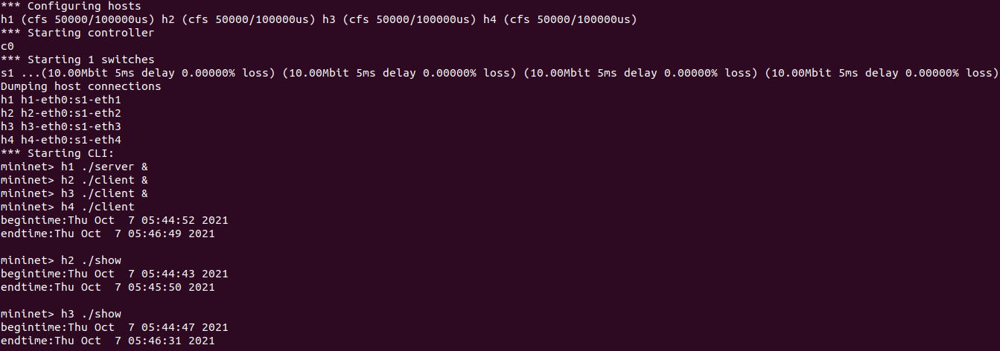 *** Configuring hosts
h1 (cfs 50000/100000us) h2 (cfs 50000/100000us) h3 (cfs 50000/100000us) h4 (cfs 50000/100000us)
*** Starting controller
c0
*** Starting 1 switches
s1 ...(10.00Mbit 5ms delay 0.00000% loss) (10.00Mbit 5ms delay 0.00000% loss) (10.00Mbit 5ms delay 0.00000% loss) (10.00Mbit 5ms delay 0.00000% loss)
Dumping host connections
h1 h1-eth0:s1-eth1
h2 h2-eth0:s1-eth2
h3 h3-eth0:s1-eth3
h4 h4-eth0:s1-eth4
*** Starting CLI:
mininet> h1 ./server &
mininet> h2 ./client &
mininet> h3 ./client &
mininet> h4 ./client
begintime:Thu Oct  7 05:44:52 2021
endtime:Thu Oct  7 05:46:49 2021
mininet> h2 ./show
begintime:Thu Oct  7 05:44:43 2021
endtime:Thu Oct  7 05:45:50 2021
mininet> h3 ./show
begintime:Thu Oct  7 05:44:47 2021
endtime:Thu Oct  7 05:46:31 2021